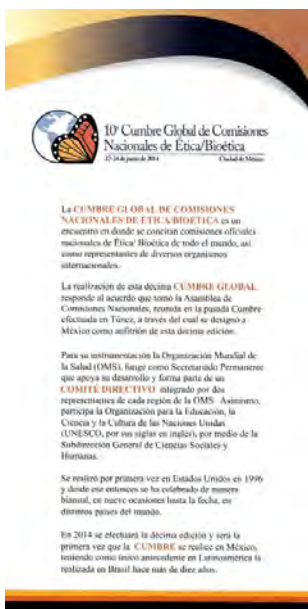 10ª Cumbre Global de Comisiones
Nacionales de Ética/Bioética
22-24 de junio de 2014 Ciudad de México
La CUMBRE GLOBAL DE COMISIONES
NACIONALES DE ÉTICA/BIOÉTICA es un
encuentro en donde se concitan comisiones oficiales
nacionales de Ética/ Bioética de todo el mundo, así
como representantes de diversos organismos
internacionales.
La realización de esta décima CUMBRE GLOBAL
responde al acuerdo que tomó la Asamblea de
Comisiones Nacionales, reunida en la pasada Cumbre
efectuada en Túnez, a través del cual se designó a
México como anfitrión de esta décima edición.
Para su instrumentación la Organización Mundial de
la Salud (OMS), funge como Secretariado Permanente
que apoya su desarrollo y forma parte de un
COMITÉ DIRECTIVO integrado por dos
representantes de cada región de la OMS Asimismo,
participa la Organización para la Educación, la
Ciencia y la Cultura de las Naciones Unidas
(UNESCO, por sus siglas en inglés), por medio de la
Subdirección General de Ciencias Sociales y
Humanas.
Se realizó por primera vez en Estados Unidos en 1996
y desde ese entonces se ha celebrado de manera
bianual, en nueve ocasiones hasta la fecha, en
distintos países del mundo.
En 2014 se efectuará la décima edición y será la
primera vez que la CUMBRE se realice en México,
teniendo como único antecedente en Latinoamérica la
realizada en Brasil hace más de diez años.